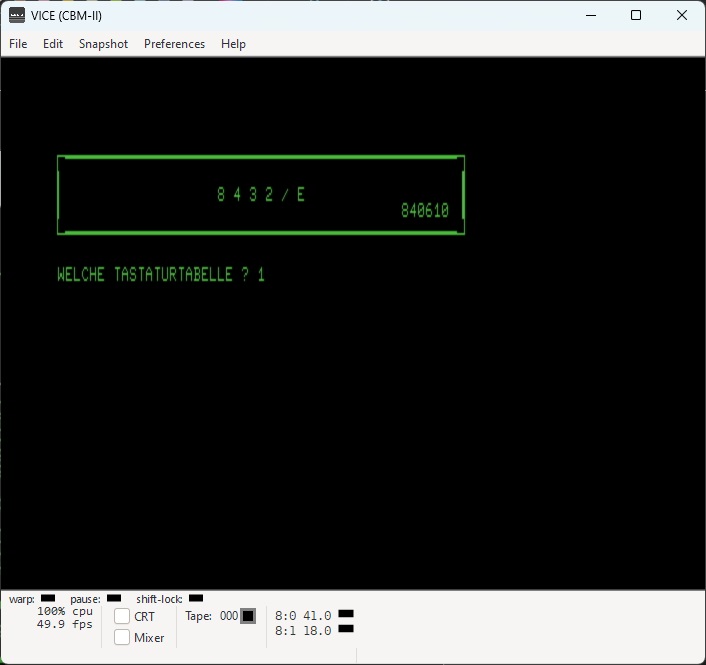 VICE (CBM-II)
File Edit Snapshot Preferences Help
8 4 3 2 / E
840610
WELCHE TASTATURTABELLE ? 1
warp: pause: shift-lock:
100% cpu
49.9 fps
CRT
Mixer
Tape: 000
8:0 41.0
8:1 18.0